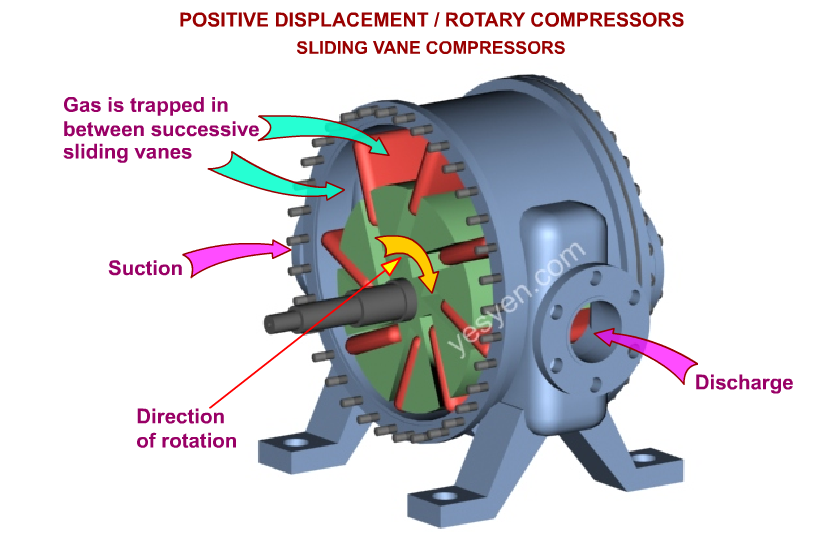 POSITIVE DISPLACEMENT / ROTARY COMPRESSORS
SLIDING VANE COMPRESSORS
Gas is trapped in
between successive
sliding vanes
Suction
yesyen.com
Discharge
Direction
of rotation